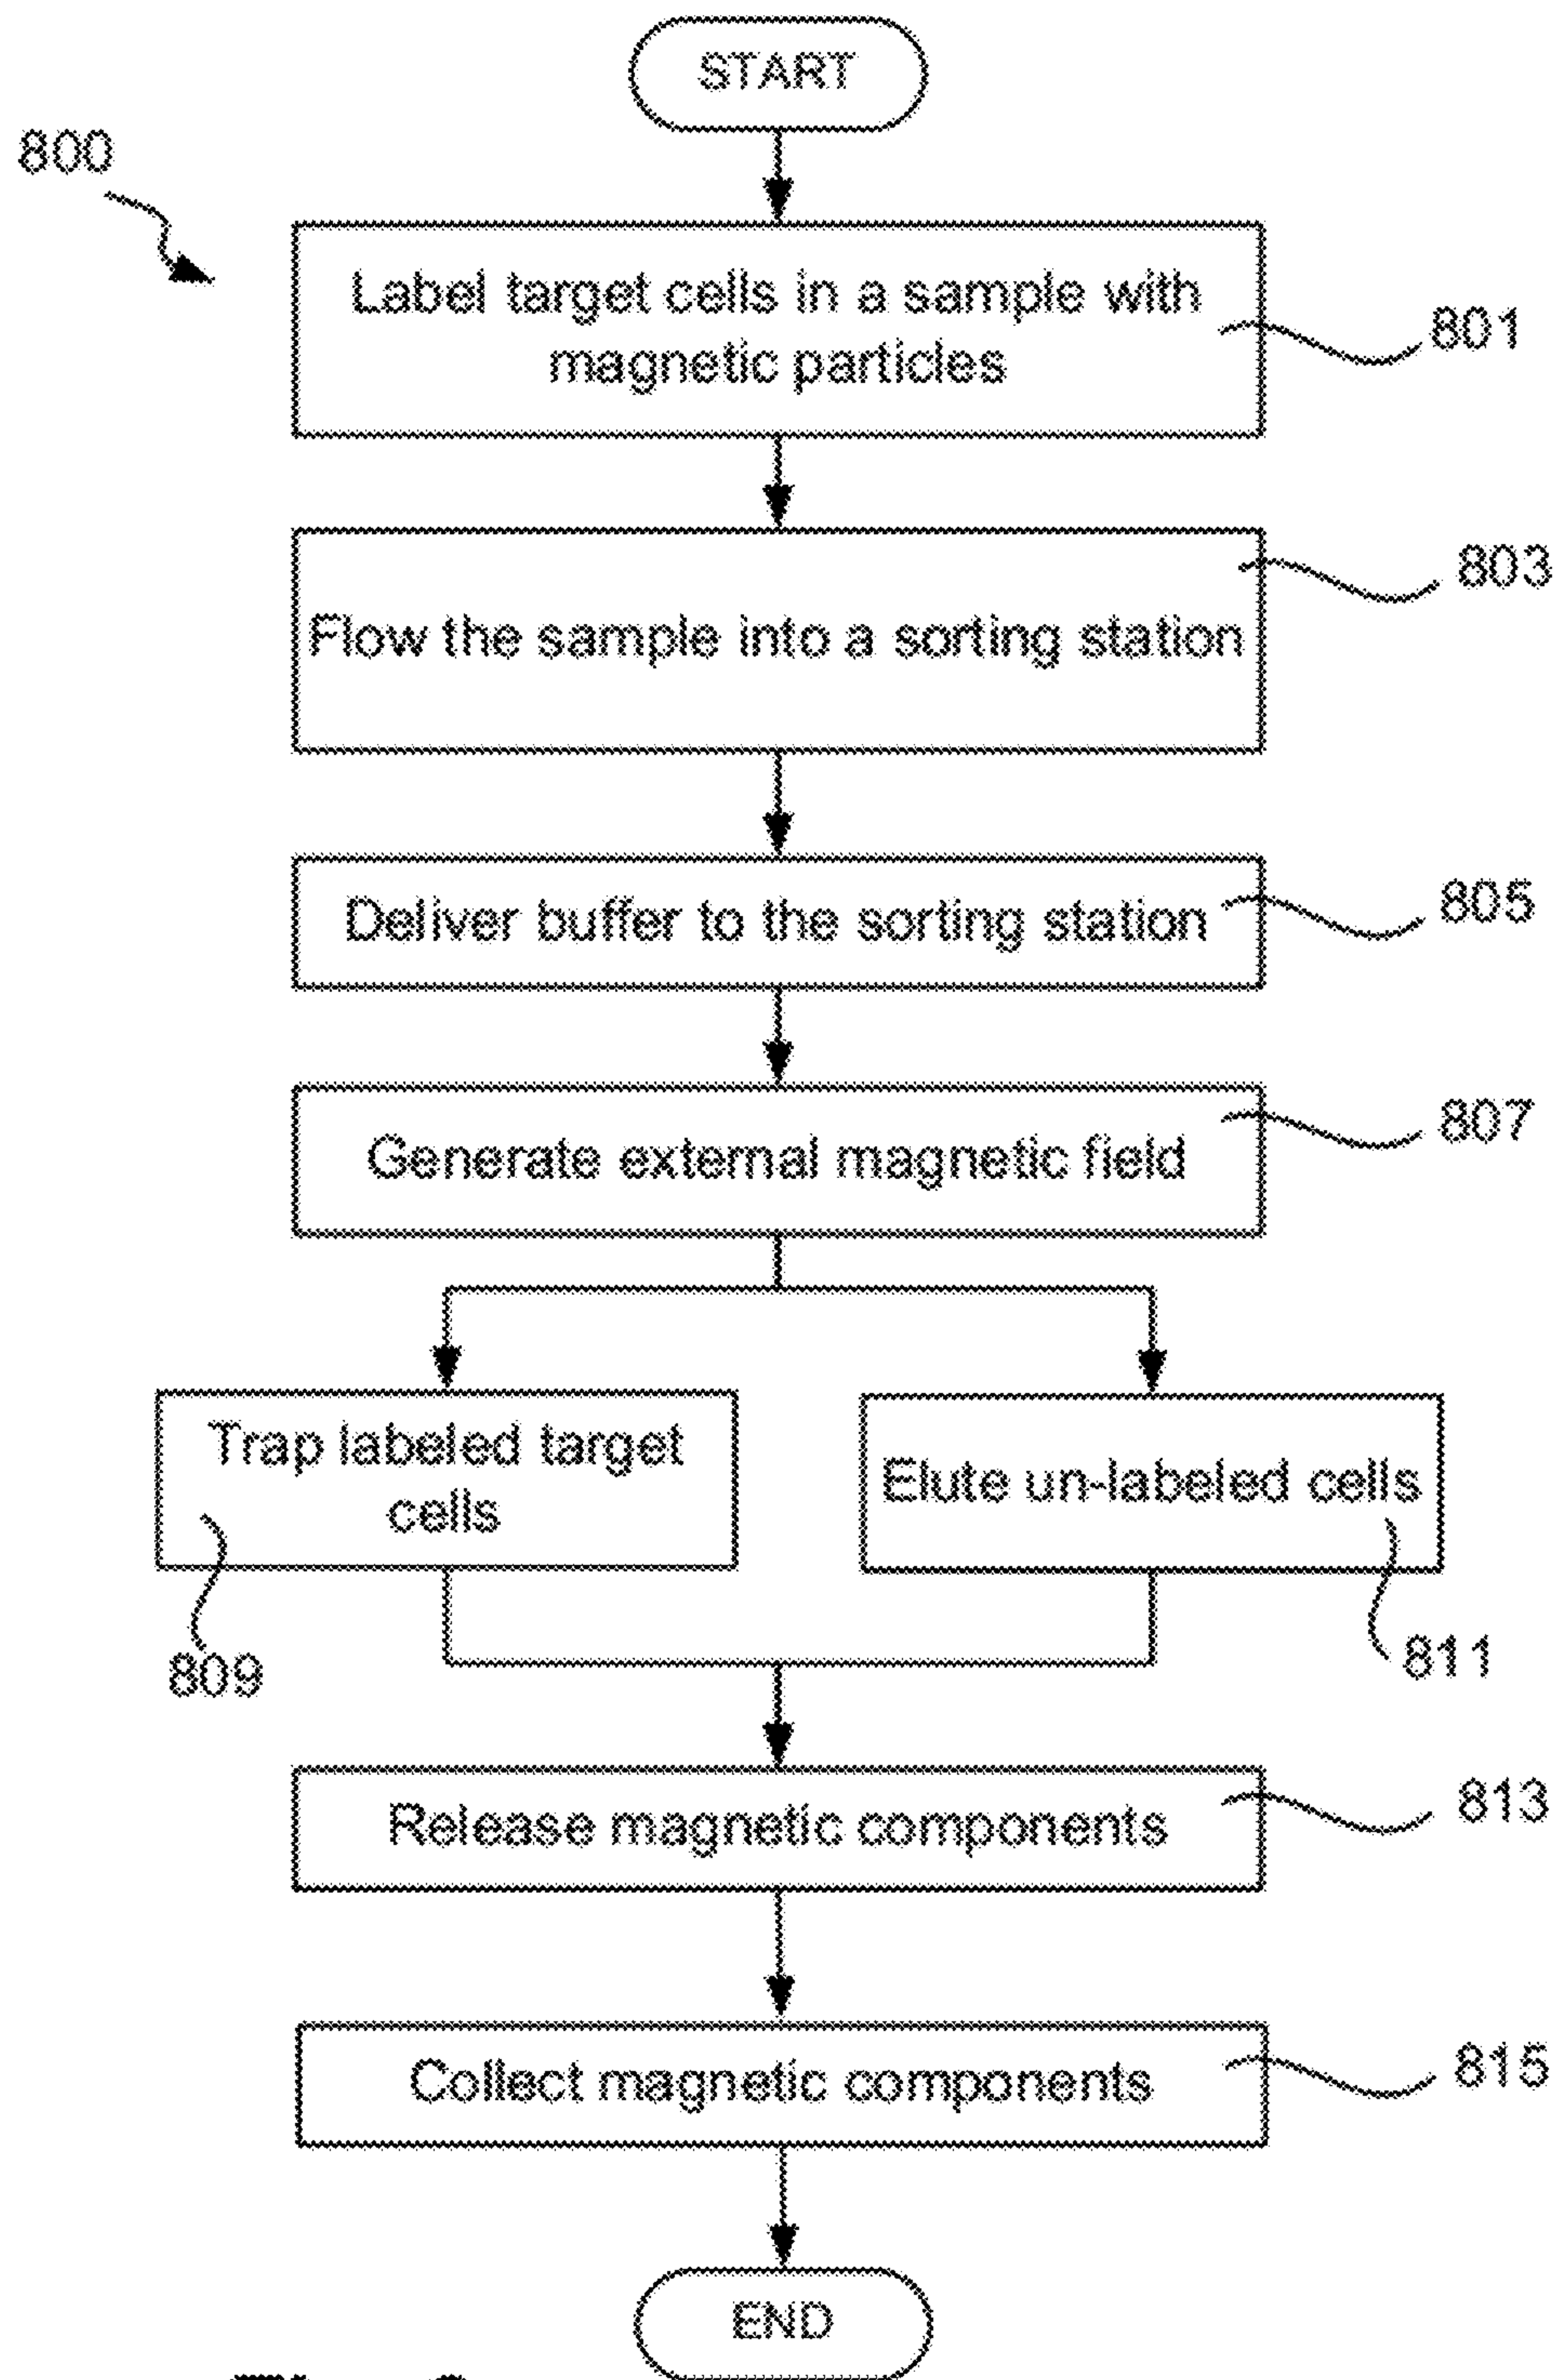 START
800
Label target cells in a sample with
magnetic particles
801
Flow the sample into a sorting station
803
Deliver buffer to the sorting station
805
Generate external magnetic field
807
Trap labeled target
cells
809
Elute un-labeled cells
811
Release magnetic components
813
Collect magnetic components
815
END